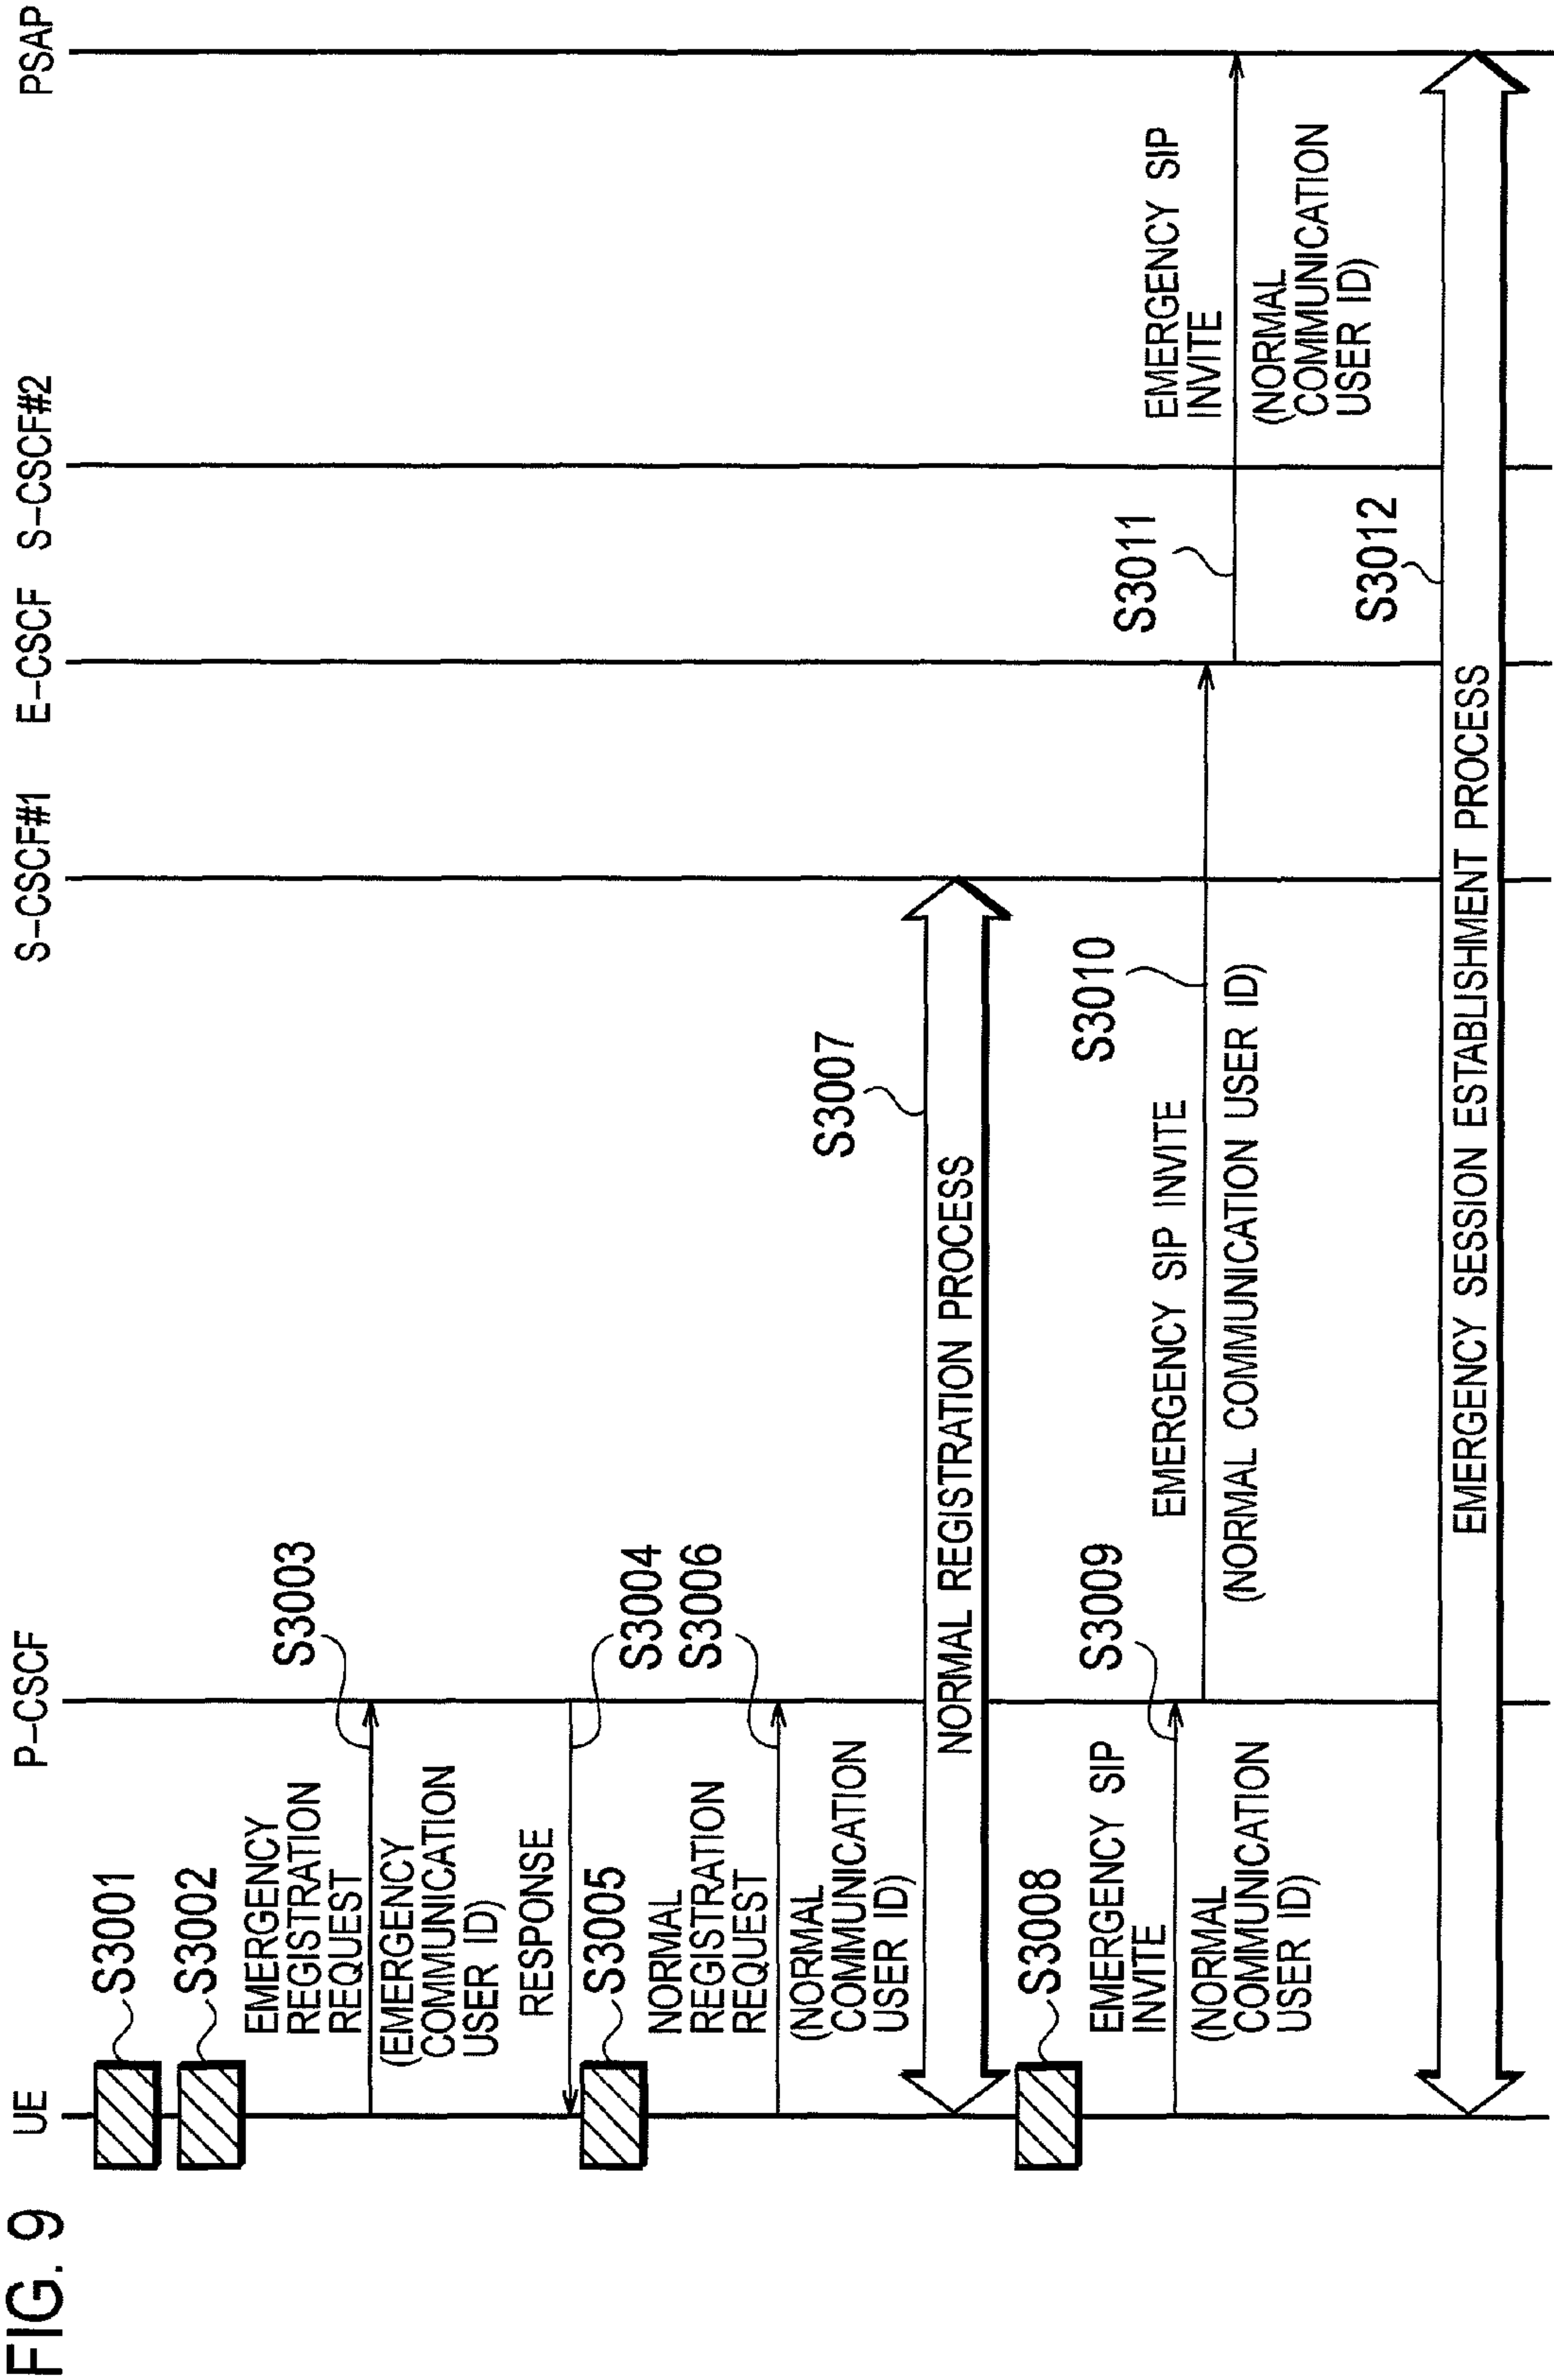 FIG. 9
UE
P-CSCF
S-CSCF#1
E-CSCF
S-CSCF#2
PSAP
S3001
S3002
EMERGENCY
REGISTRATION
REQUEST
S3003
(EMERGENCY
COMMUNICATION
USER ID)
RESPONSE
S3004
S3005
NORMAL
REGISTRATION
REQUEST
S3006
(NORMAL
COMMUNICATION
USER ID)
S3007
NORMAL REGISTRATION PROCESS
S3008
EMERGENCY SIP
INVITE
S3009
(NORMAL
COMMUNICATION
USER ID)
EMERGENCY SIP INVITE
S3010
(NORMAL COMMUNICATION USER ID)
S3011
EMERGENCY SIP
INVITE
(NORMAL
COMMUNICATION
USER ID)
S3012
EMERGENCY SESSION ESTABLISHMENT PROCESS